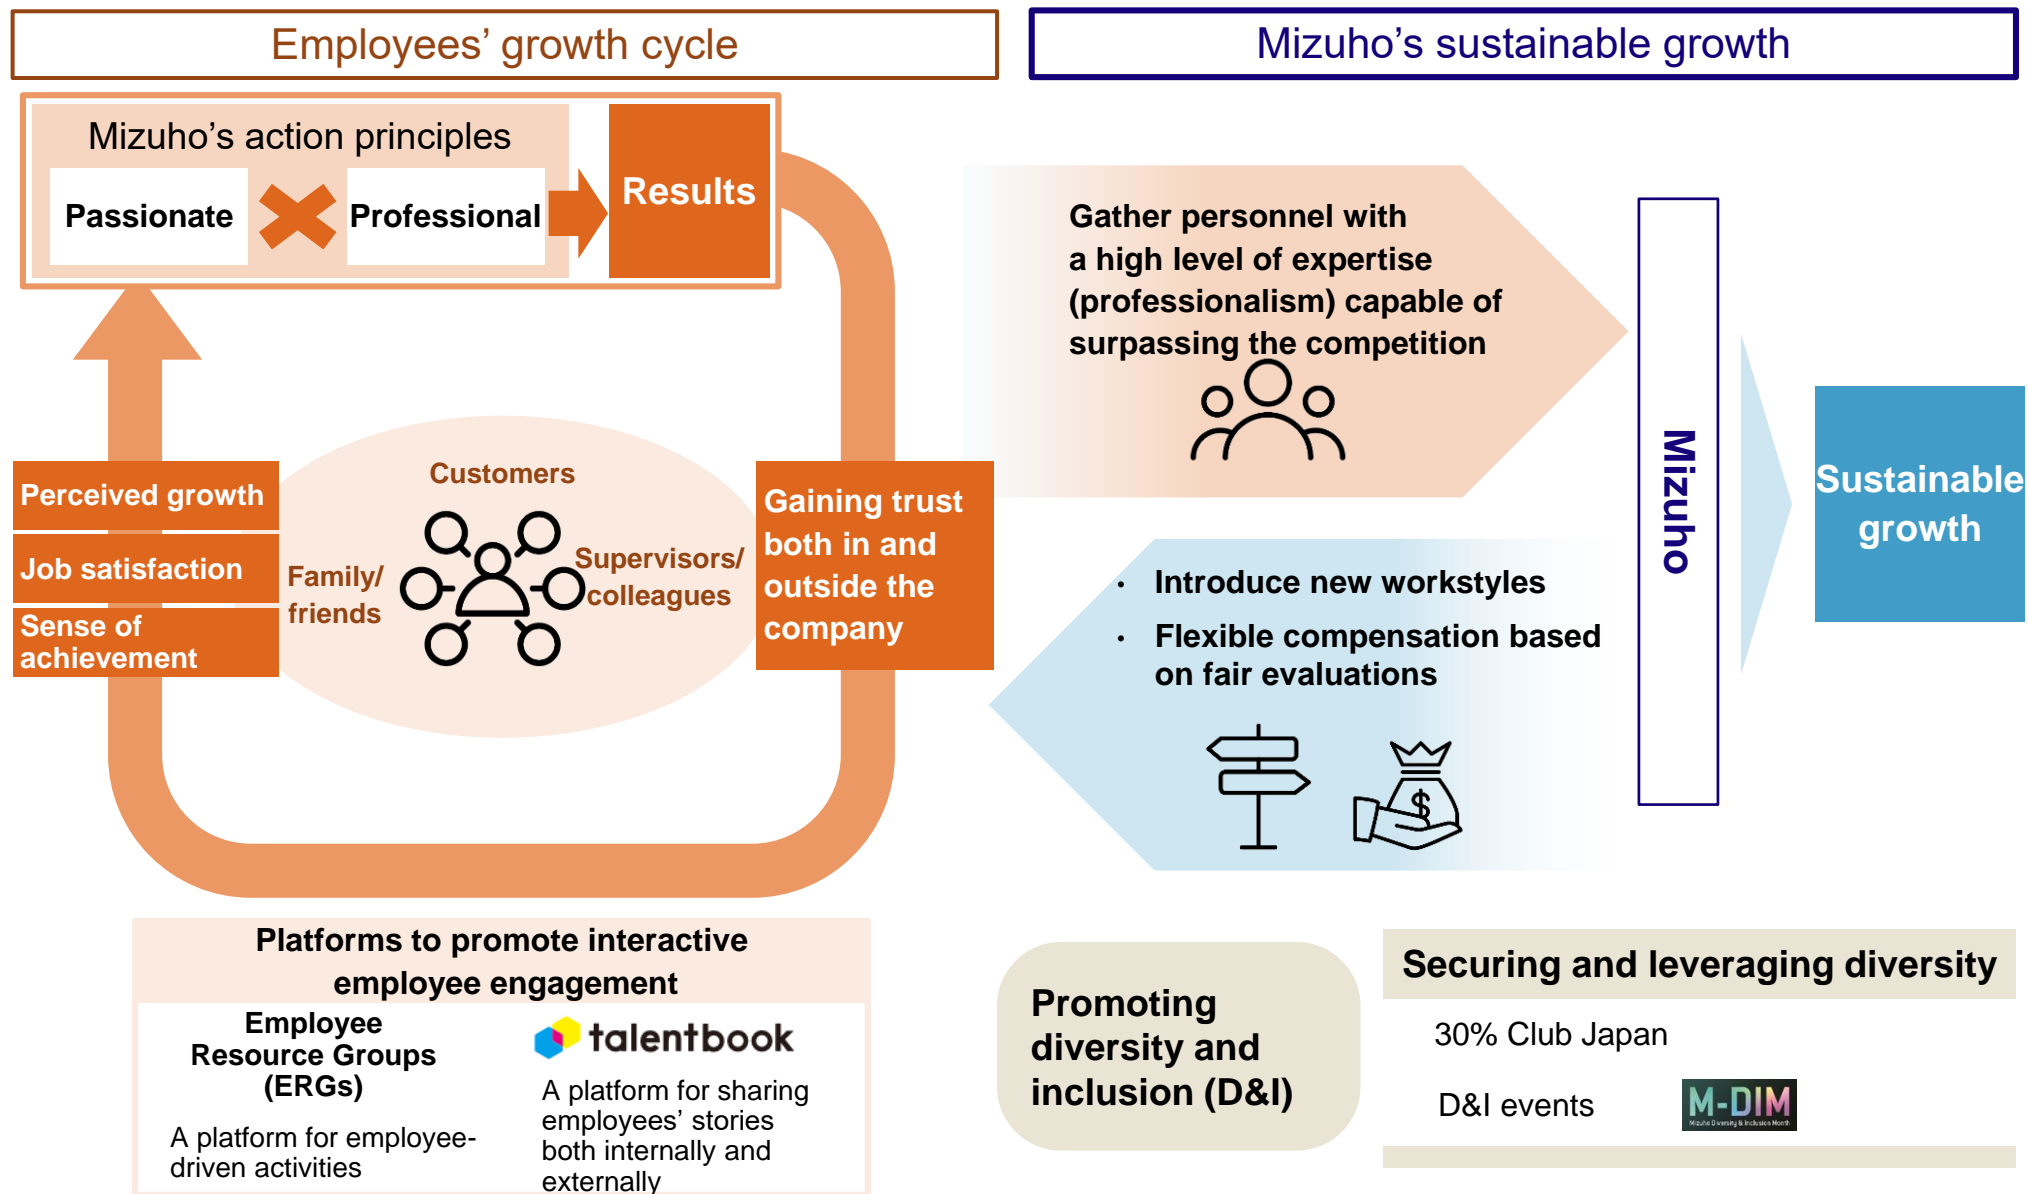 Employees’ growth cycle
Mizuho’s action principles
Passionate
Professional
Results
Perceived growth
Job satisfaction
Sense of
achievement
Customers
Family/
friends
Supervisors/
colleagues
Gaining trust
both in and
outside the
company
Platforms to promote interactive
employee engagement
Employee
Resource Groups
(ERGs)
A platform for employee-
driven activities
talentbook
A platform for sharing
employees’ stories
both internally and
externally
Mizuho’s sustainable growth
Gather personnel with
a high level of expertise
(professionalism) capable of
surpassing the competition
• Introduce new workstyles
• Flexible compensation based
on fair evaluations
$
Mizuho
Sustainable
growth
Promoting
diversity and
inclusion (D&I)
Securing and leveraging diversity
30% Club Japan
D&I events
M-DIM
Mizuho Diversity & Inclusion Month